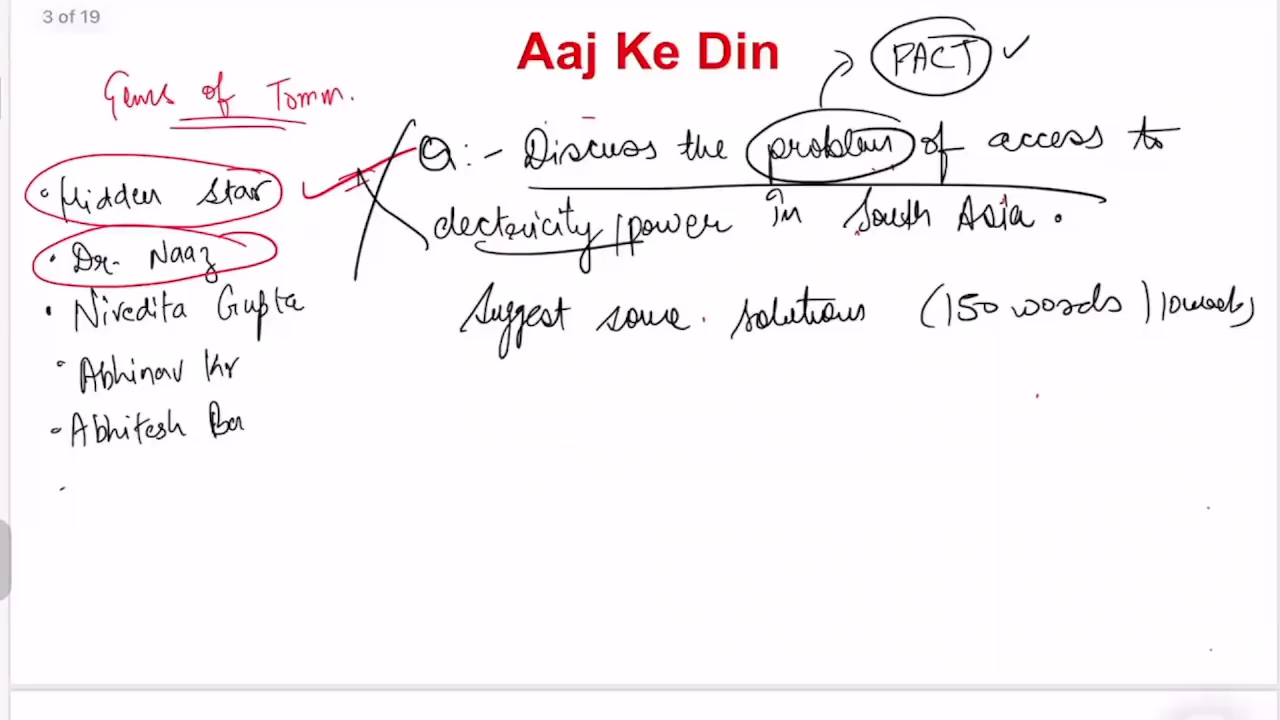 3 of 19
Aaj Ke Din
PACT ✓
Gems of Tomm.
Q:- Discuss the problem of access to
electricity/power in South Asia.
Suggest some solutions (150 words) 10 marks
• Hidden Star
• Dr. Naaz
• Nivedita Gupta
• Abhinav Kr
• Abhitesh